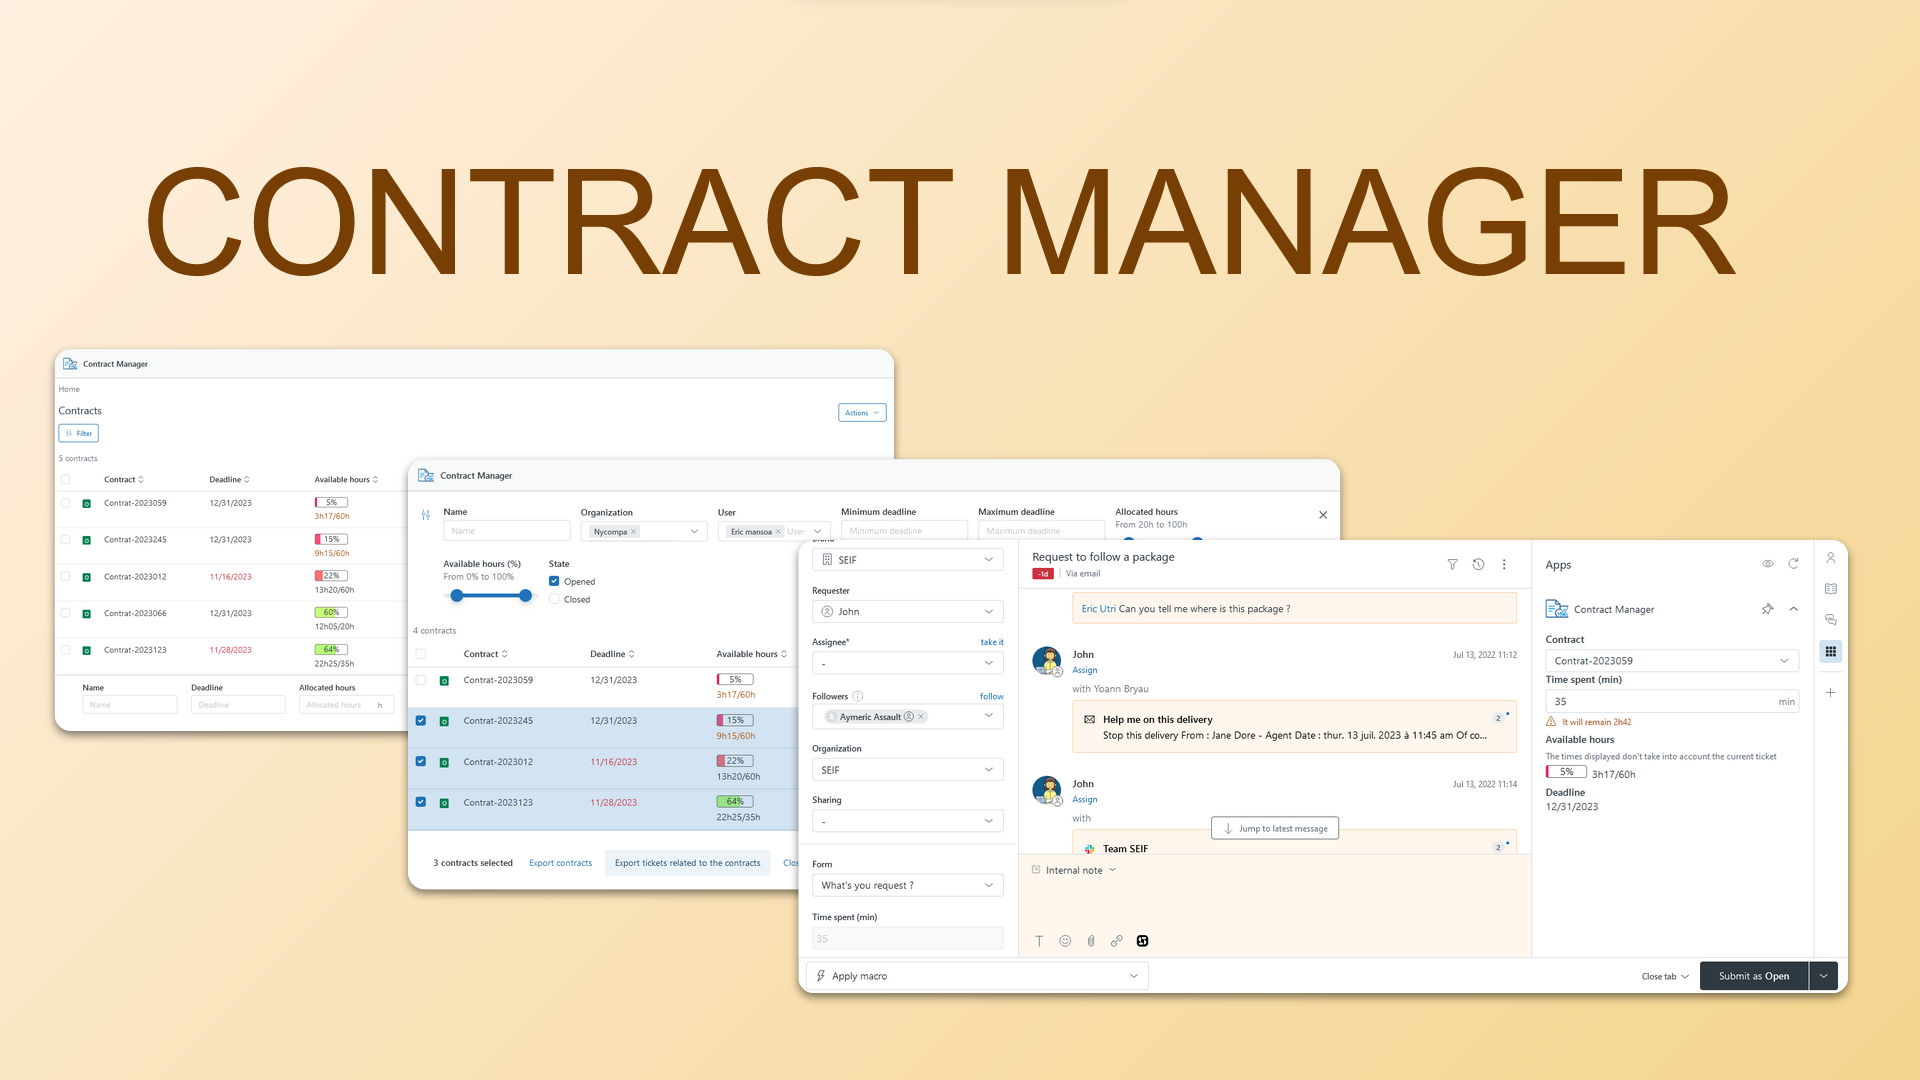 CONTRACT MANAGER
Contract Manager
Home
Contracts
Actions
Filter
5 contracts
Contract Deadline Available hours
Contrat-2023059 12/31/2023 5%
3h17/60h
Contrat-2023245 12/31/2023 15%
9h15/60h
Contrat-2023012 11/16/2023 22%
13h20/60h
Contrat-2023066 12/31/2023 60%
12h05/20h
Contrat-2023123 11/28/2023 64%
22h25/35h
Name Deadline Allocated hours
Name Deadline Allocated hours h
Contract Manager
Name Organization User Minimum deadline Maximum deadline Allocated hours
From 20h to 100h
Name Nycompa × Eric mansoa × User Minimum deadline Maximum deadline
Available hours (%) State
From 0% to 100% Opened
Closed
4 contracts
Contract Deadline Available hours
Contrat-2023059 12/31/2023 5%
3h17/60h
Contrat-2023245 12/31/2023 15%
9h15/60h
Contrat-2023012 11/16/2023 22%
13h20/60h
Contrat-2023123 11/28/2023 64%
22h25/35h
3 contracts selected Export contracts Export tickets related to the contracts Clos
SEIF
Requester
John
Assignee* take it
-
Followers follow
Aymeric Assault ×
Organization
SEIF
Sharing
-
Form
What's you request ?
Time spent (min)
35
Apply macro
Request to follow a package
-1d Via email
Eric Utri Can you tell me where is this package ?
John Jul 13, 2022 11:12
Assign
with Yoann Bryau
Help me on this delivery 2
Stop this delivery From : Jane Dore - Agent Date : thur. 13 juil. 2023 à 11:45 am Of co...
John Jul 13, 2022 11:14
Assign
with
Jump to latest message
Team SEIF 2
Internal note
Apps
Contract Manager
Contract
Contrat-2023059
Time spent (min)
35 min
It will remain 2h42
Available hours
The times displayed don't take into account the current ticket
5% 3h17/60h
Deadline
12/31/2023
Close tab Submit as Open